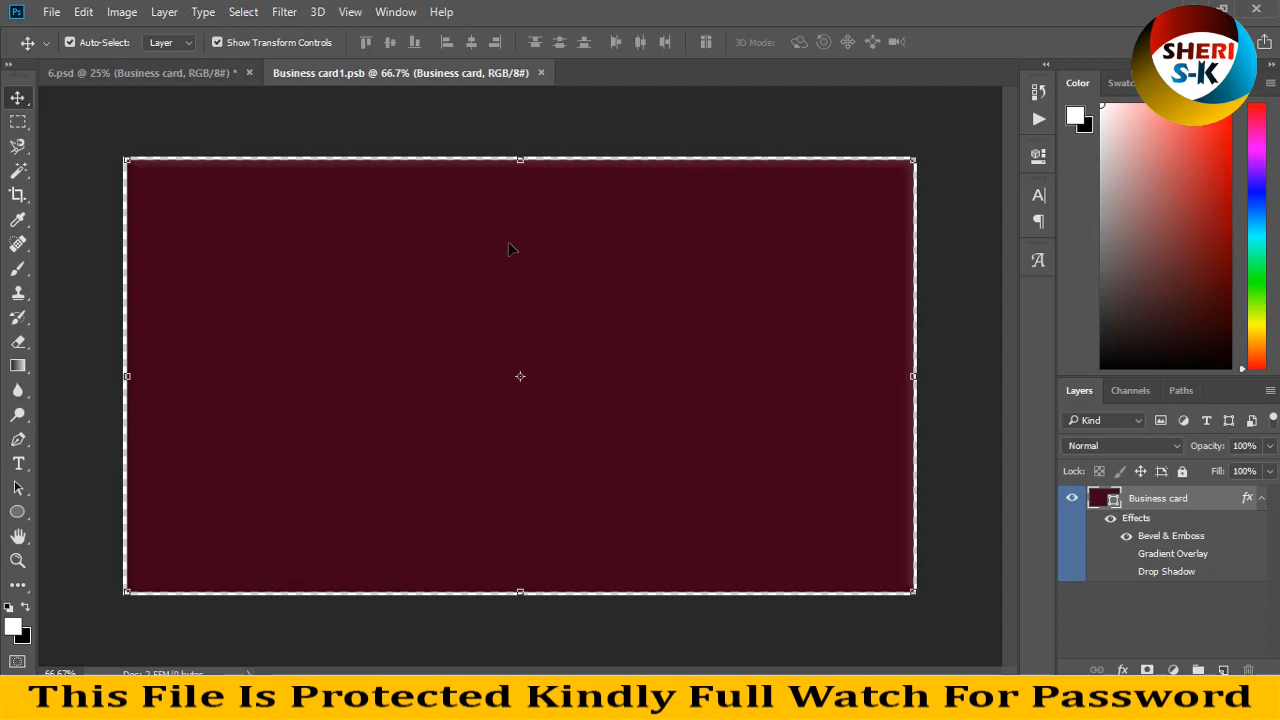 Ps File Edit Image Layer Type Select Filter 3D View Window Help
Auto-Select: Layer Show Transform Controls 3D Mode:
SHERI
S-K
6.psd @ 25% (Business card, RGB/8#) * Business card1.psb @ 66.7% (Business card, RGB/8#)
Color Swatc
Layers Channels Paths
Kind
Normal Opacity: 100%
Lock: Fill: 100%
Business card fx
Effects
Bevel & Emboss
Gradient Overlay
Drop Shadow
66.67% Doc: 2.55M/0 bytes
This File Is Protected Kindly Full Watch For Password